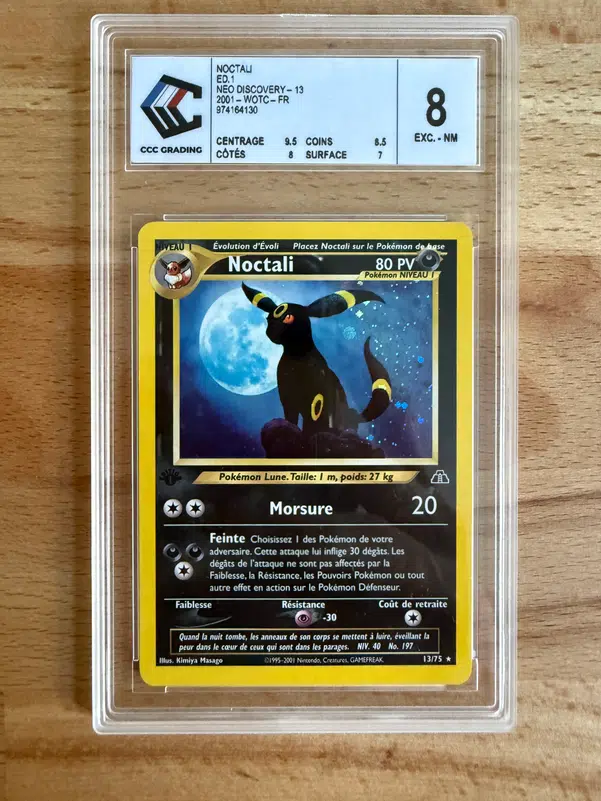 NOCTALI
ED.1
NEO DISCOVERY - 13
2001 - WOTC - FR
974164130
CCC GRADING
CENTRAGE 9.5 COINS 8.5
CÔTÉS 8 SURFACE 7
8
EXC. - NM
NIVEAU 1 Évolution d'Évoli Placez Noctali sur le Pokémon de base
Noctali 80 PV
Pokémon NIVEAU 1
1
Pokémon Lune. Taille: 1 m, poids: 27 kg
Morsure 20
Feinte Choisissez 1 des Pokémon de votre
adversaire. Cette attaque lui inflige 30 dégâts. Les
dégâts de l'attaque ne sont pas affectés par la
Faiblesse, la Résistance, les Pouvoirs Pokémon ou tout
autre effet en action sur le Pokémon Défenseur.
Faiblesse Résistance Coût de retraite
-30
Quand la nuit tombe, les anneaux de son corps se mettent à luire, éveillant la
peur dans le cœur de ceux qui sont dans les parages. NIV. 40 No. 197
Illus. Kimiya Masago ©1995-2001 Nintendo, Creatures, GAMEFREAK. 13/75 ★